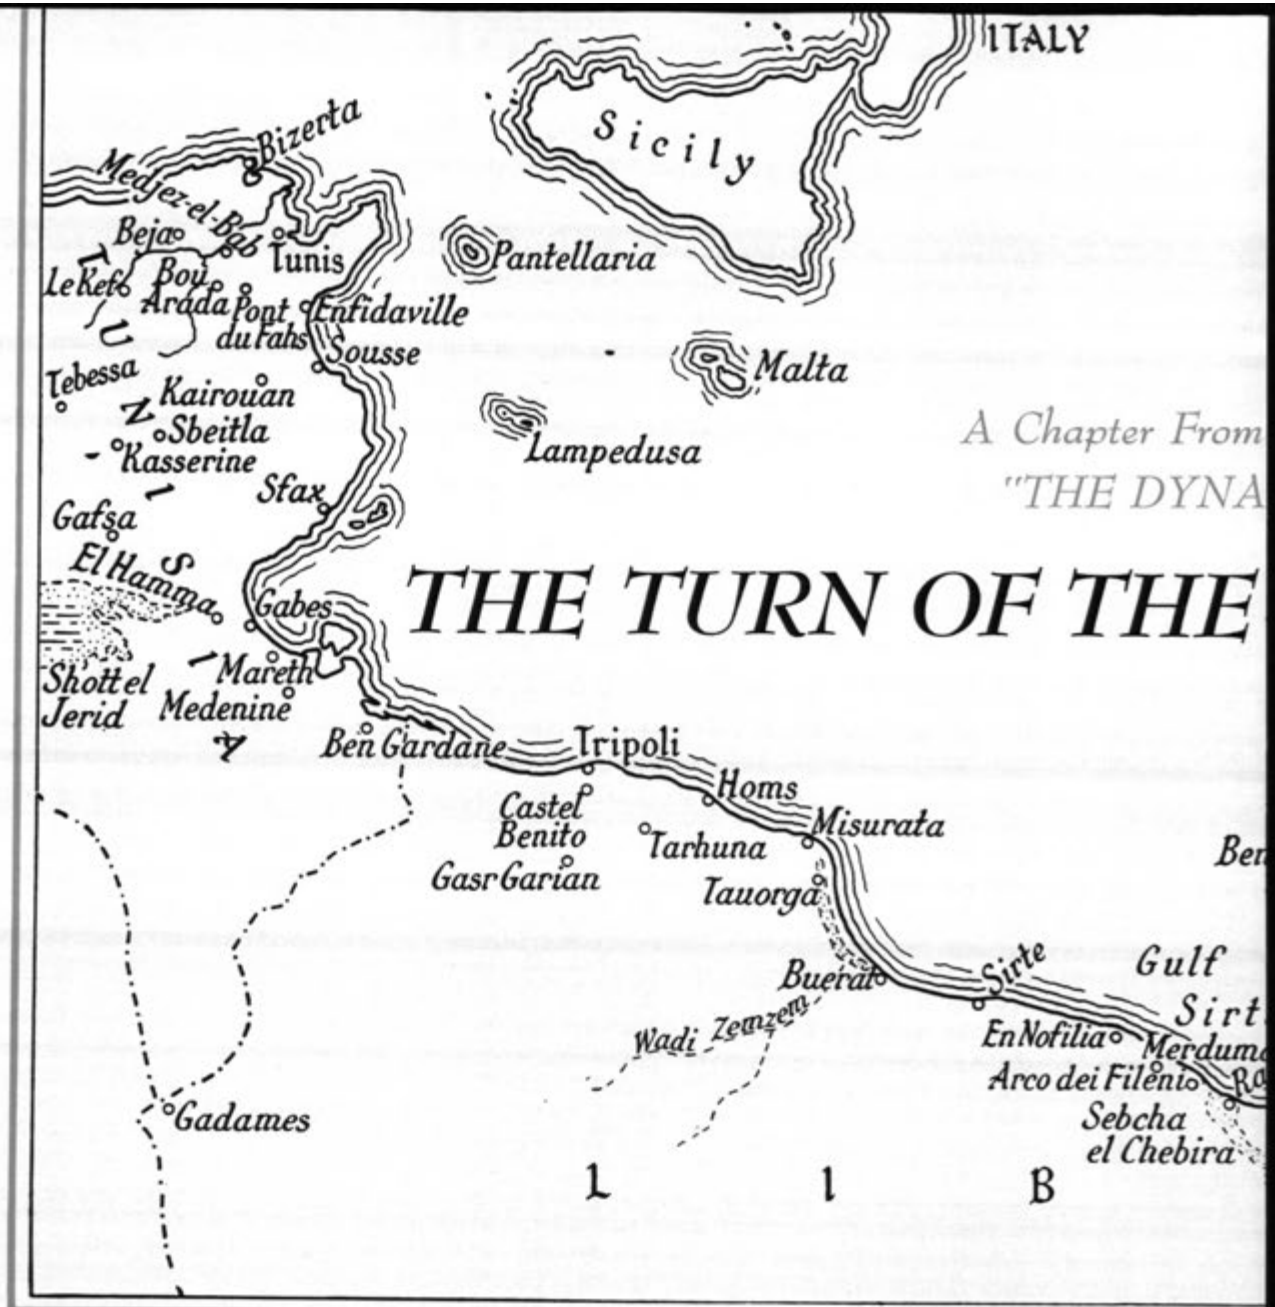 ITALY
Sicily
Bizerta
Medjez-el-Bab
Beja
Tunis
Pantellaria
Le Kef
Bou
Arada
Pont
du Fahs
Enfidaville
Sousse
Malta
Tebessa
Kairouan
Sbeitla
Kasserine
Lampedusa
A Chapter From
"THE DYNA
Sfax
Gafsa
El Hamma
THE TURN OF THE
Gabes
Mareth
Shott el
Jerid
Medenine
TUNISIA
Ben Gardane
Tripoli
Homs
Castel
Benito
Misurata
Tarhuna
Ben
Gasr Garian
Tauorga
Gulf
Sirte
Buerat
Sirt
Wadi Zemzem
En Nofilia
Merduma
Arco dei Fileni
Ra
Sebcha
el Chebira
Gadames
L I B